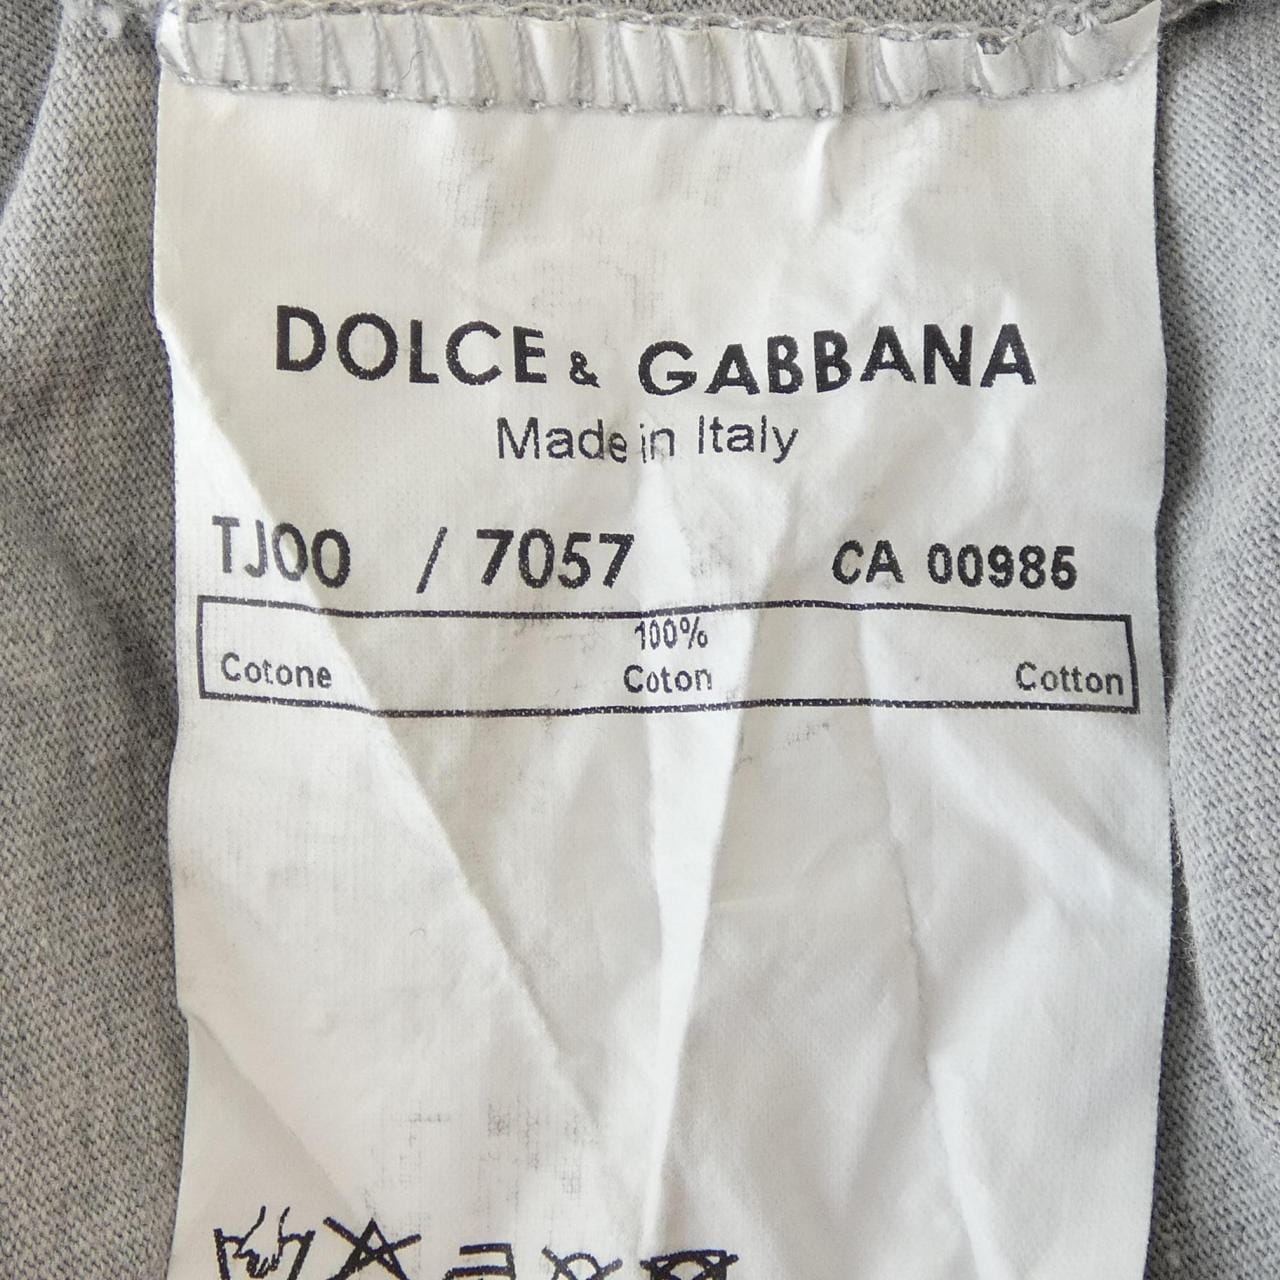 DOLCE & GABBANA
Made in Italy
TJ00 / 7057 CA 00985
100%
Cotone Coton Cotton